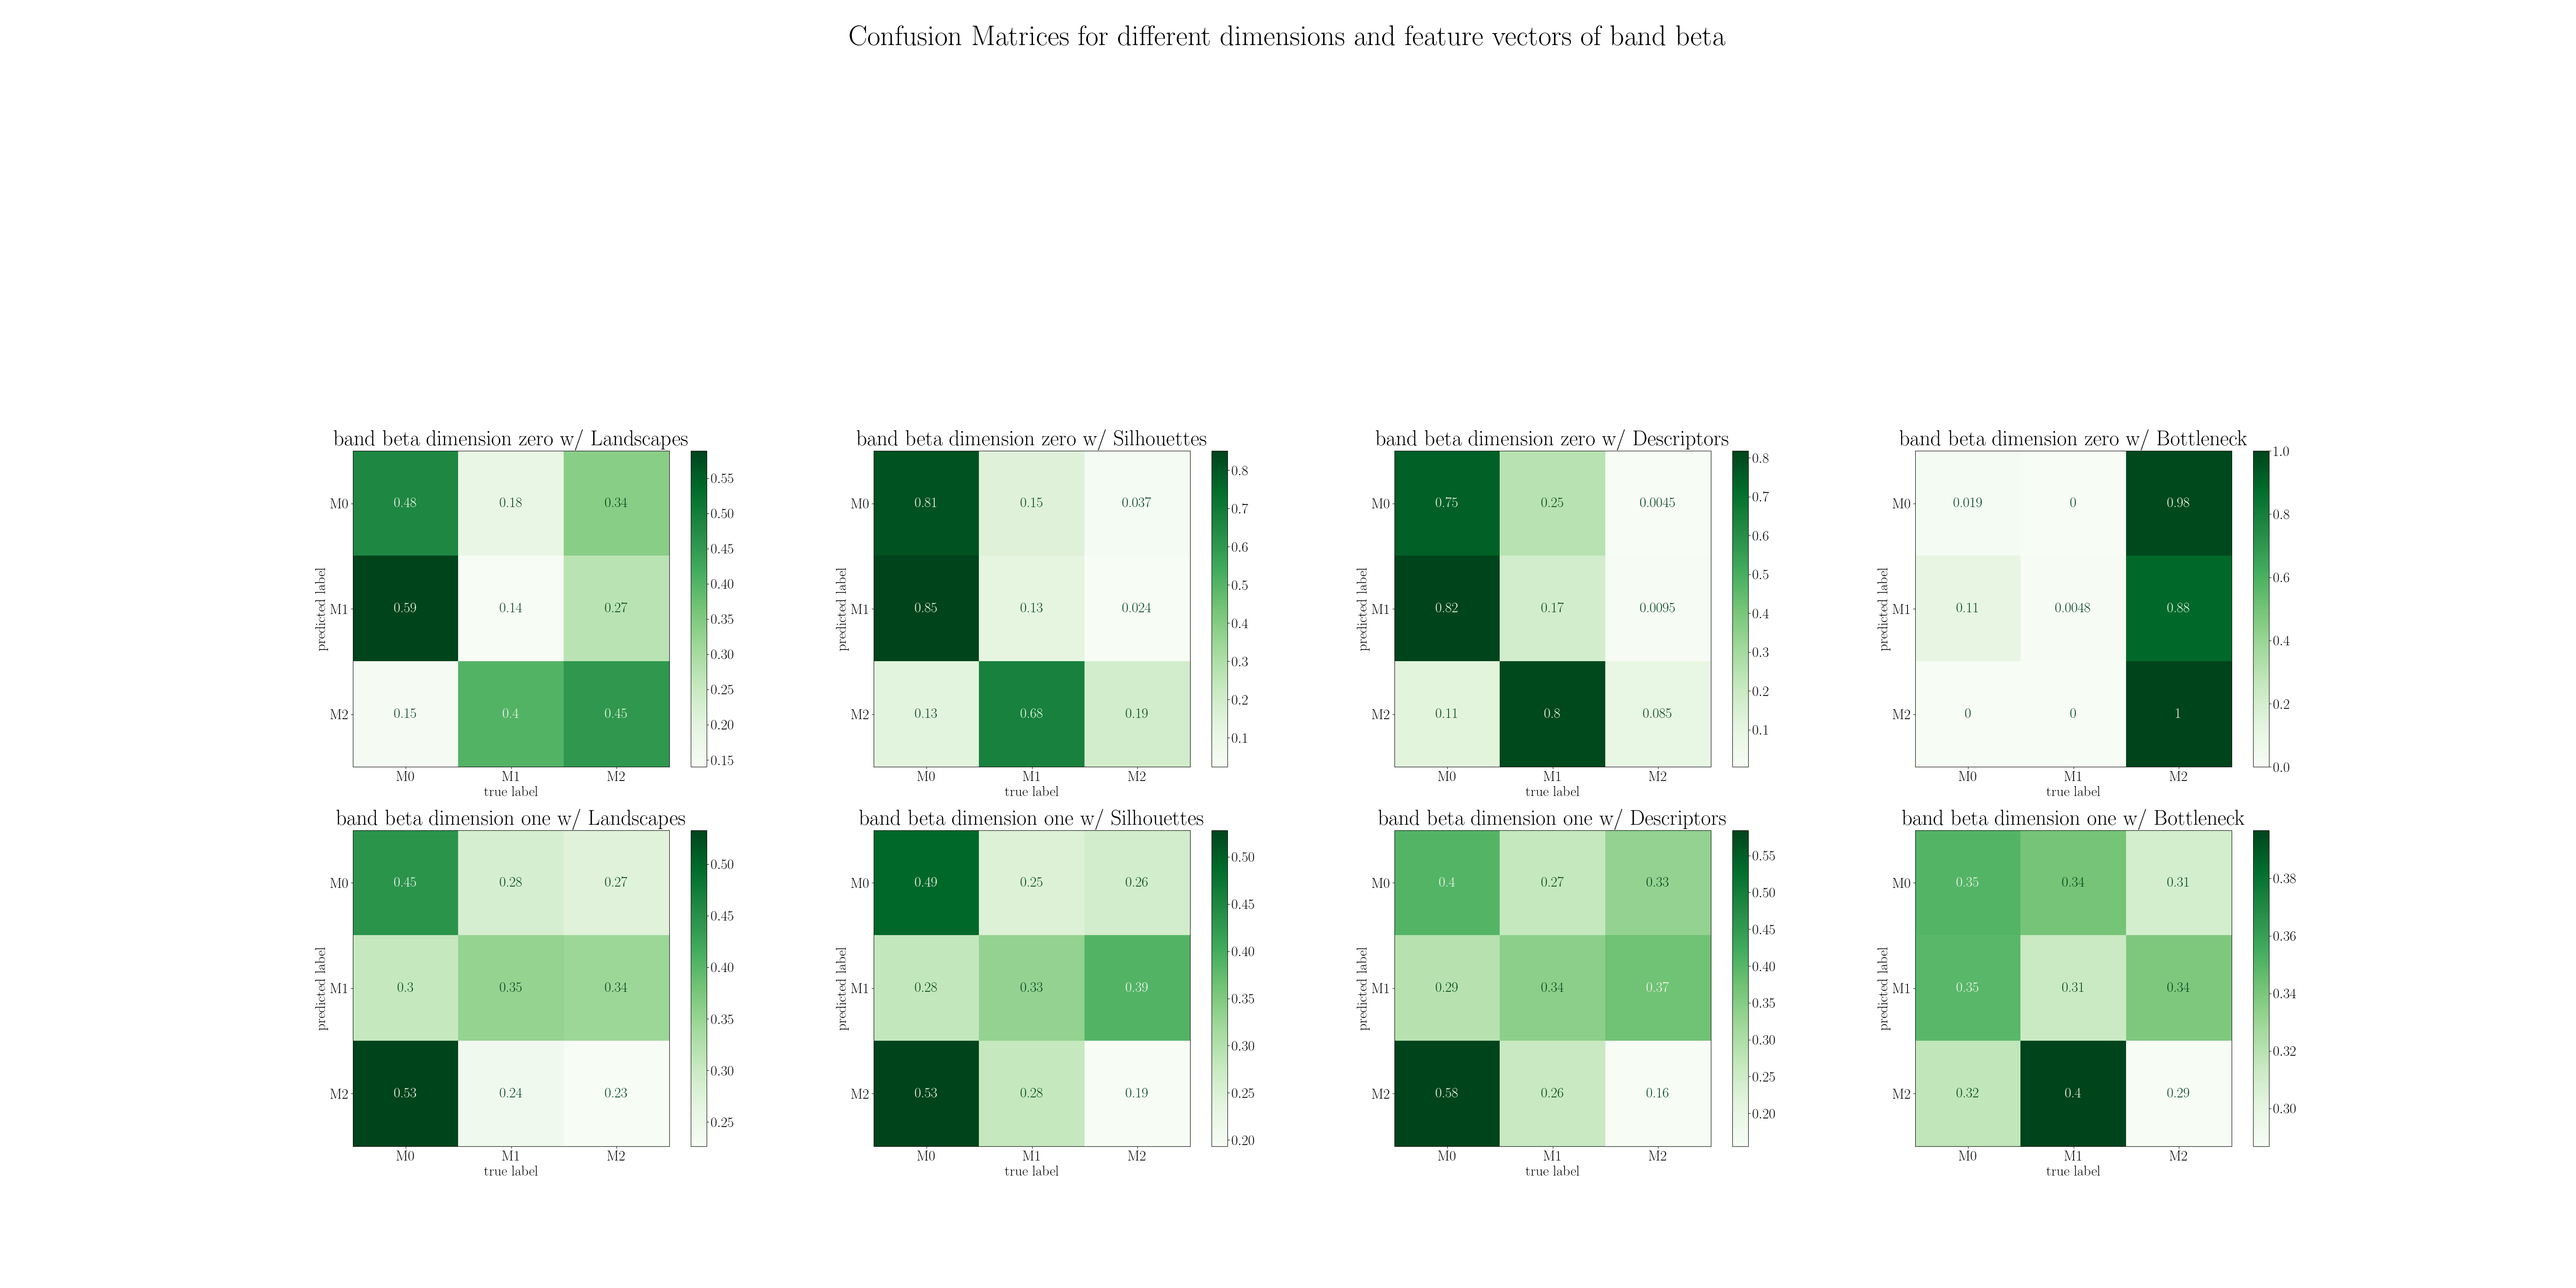 Confusion Matrices for different dimensions and feature vectors of band beta
band beta dimension zero w/ Landscapes
M0 0.48 0.18 0.34
M1 0.59 0.14 0.27
M2 0.15 0.4 0.45
M0 M1 M2
true label
predicted label
0.55
0.50
0.45
0.40
0.35
0.30
0.25
0.20
0.15
band beta dimension zero w/ Silhouettes
M0 0.81 0.15 0.037
M1 0.85 0.13 0.024
M2 0.13 0.68 0.19
M0 M1 M2
true label
predicted label
0.8
0.7
0.6
0.5
0.4
0.3
0.2
0.1
band beta dimension zero w/ Descriptors
M0 0.75 0.25 0.0045
M1 0.82 0.17 0.0095
M2 0.11 0.8 0.085
M0 M1 M2
true label
predicted label
0.8
0.7
0.6
0.5
0.4
0.3
0.2
0.1
band beta dimension zero w/ Bottleneck
M0 0.019 0 0.98
M1 0.11 0.0048 0.88
M2 0 0 1
M0 M1 M2
true label
predicted label
1.0
0.8
0.6
0.4
0.2
0.0
band beta dimension one w/ Landscapes
M0 0.45 0.28 0.27
M1 0.3 0.35 0.34
M2 0.53 0.24 0.23
M0 M1 M2
true label
predicted label
0.50
0.45
0.40
0.35
0.30
0.25
band beta dimension one w/ Silhouettes
M0 0.49 0.25 0.26
M1 0.28 0.33 0.39
M2 0.53 0.28 0.19
M0 M1 M2
true label
predicted label
0.50
0.45
0.40
0.35
0.30
0.25
0.20
band beta dimension one w/ Descriptors
M0 0.4 0.27 0.33
M1 0.29 0.34 0.37
M2 0.58 0.26 0.16
M0 M1 M2
true label
predicted label
0.55
0.50
0.45
0.40
0.35
0.30
0.25
0.20
band beta dimension one w/ Bottleneck
M0 0.35 0.34 0.31
M1 0.35 0.31 0.34
M2 0.32 0.4 0.29
M0 M1 M2
true label
predicted label
0.38
0.36
0.34
0.32
0.30